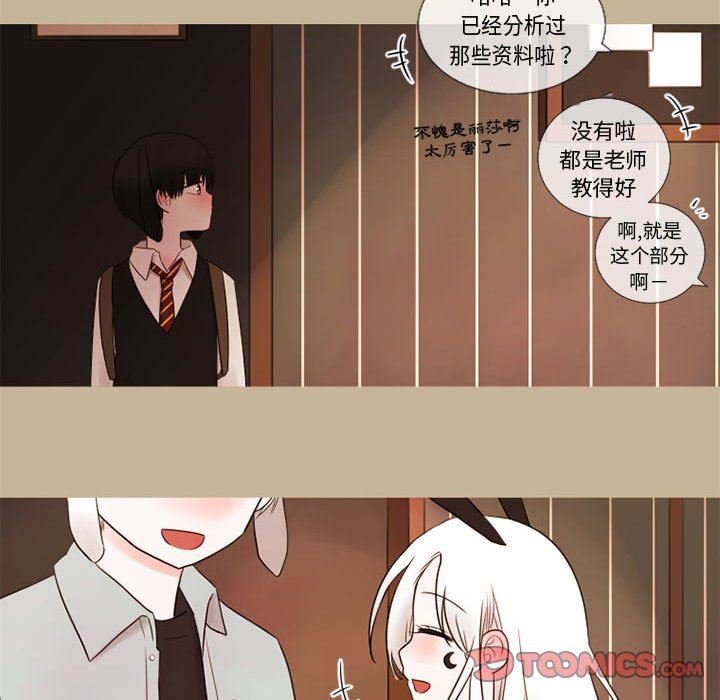 已经分析过
那些资料啦？
不愧是丽莎啊
太厉害了一
没有啦
都是老师
教得好
啊,就是
这个部分
啊一
TOOMICS.COM